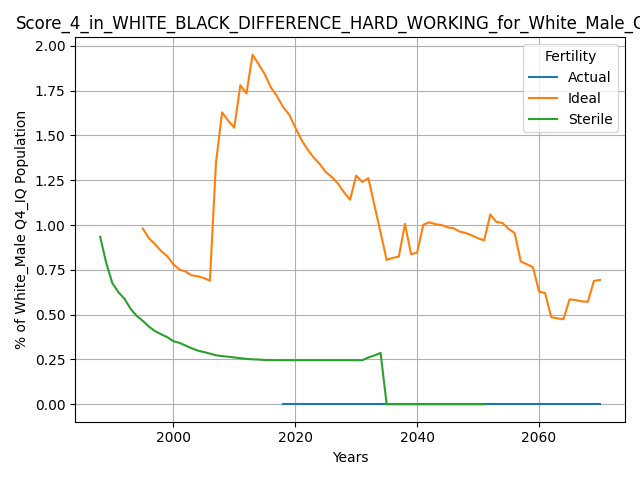 Score_4_in_WHITE_BLACK_DIFFERENCE_HARD_WORKING_for_White_Male_
% of White_Male Q4_IQ Population
2.00
1.75
1.50
1.25
1.00
0.75
0.50
0.25
0.00
Fertility
Actual
Ideal
Sterile
2000
2020
2040
2060
Years